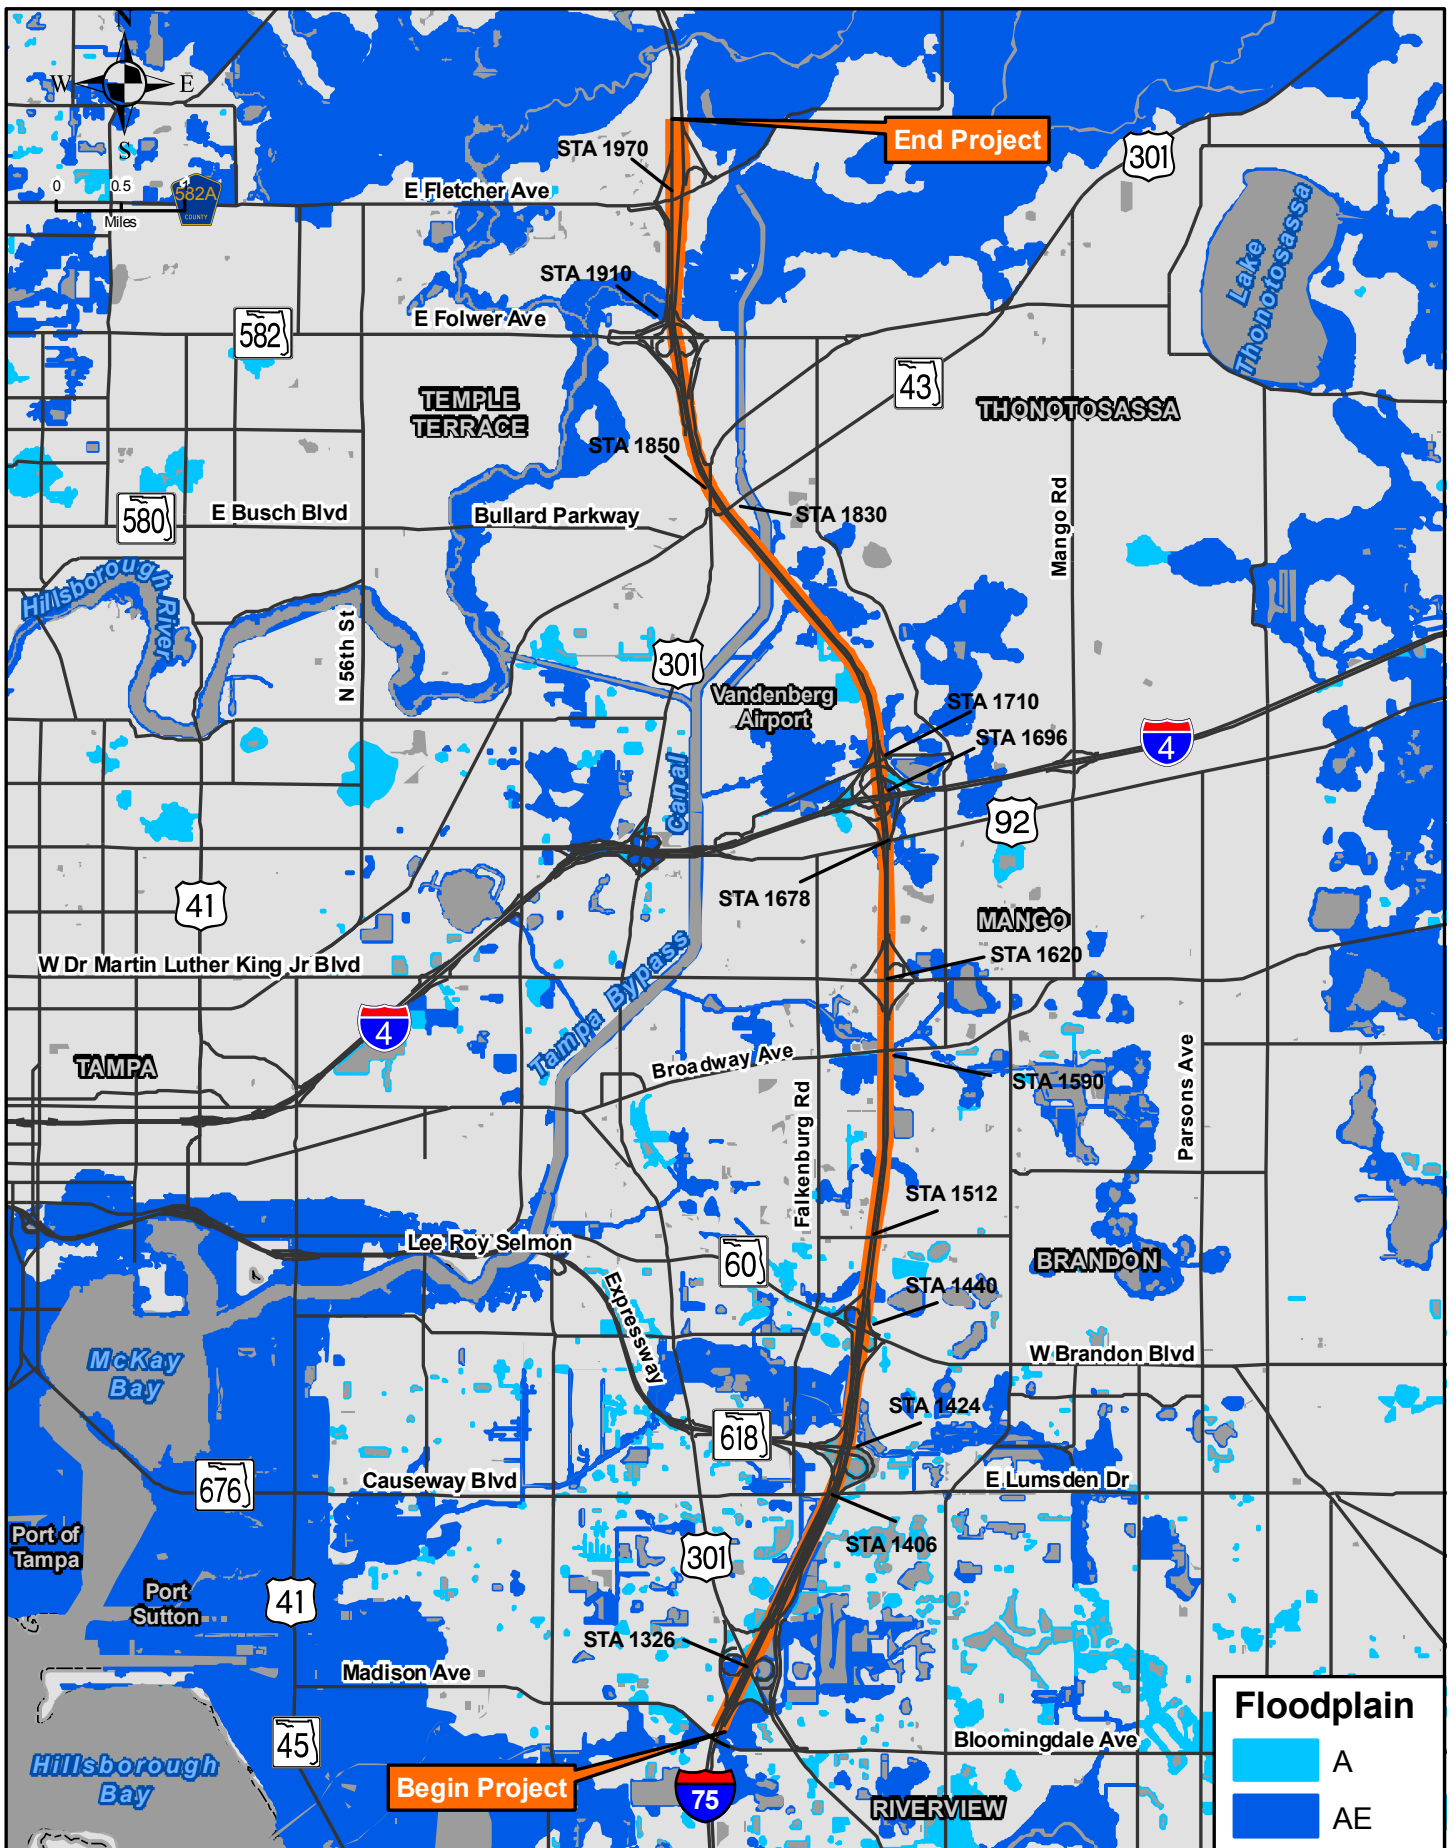 N
W
E
S
0
0.5
1
Miles
582A
COUNTY
End Project
STA 1970
301
E Fletcher Ave
Lake
Thonotosassa
STA 1910
E Folwer Ave
582
43
TEMPLE
TERRACE
THONOTOSASSA
STA 1850
580
E Busch Blvd
Bullard Parkway
STA 1830
Mango Rd
Hillsborough
River
N 56th St
301
Vandenberg
Airport
STA 1710
STA 1696
4
Canal
92
STA 1678
41
MANGO
STA 1620
W Dr Martin Luther King Jr Blvd
4
Tampa Bypass
TAMPA
Broadway Ave
STA 1590
Falkenburg Rd
Parsons Ave
STA 1512
Lee Roy Selmon
Expressway
60
BRANDON
STA 1440
McKay
Bay
W Brandon Blvd
STA 1424
618
676
Causeway Blvd
E Lumsden Dr
Port of
Tampa
STA 1406
301
Port
Sutton
41
STA 1326
Madison Ave
45
Bloomingdale Ave
Hillsborough
Bay
Begin Project
75
RIVERVIEW
Floodplain
A
AE